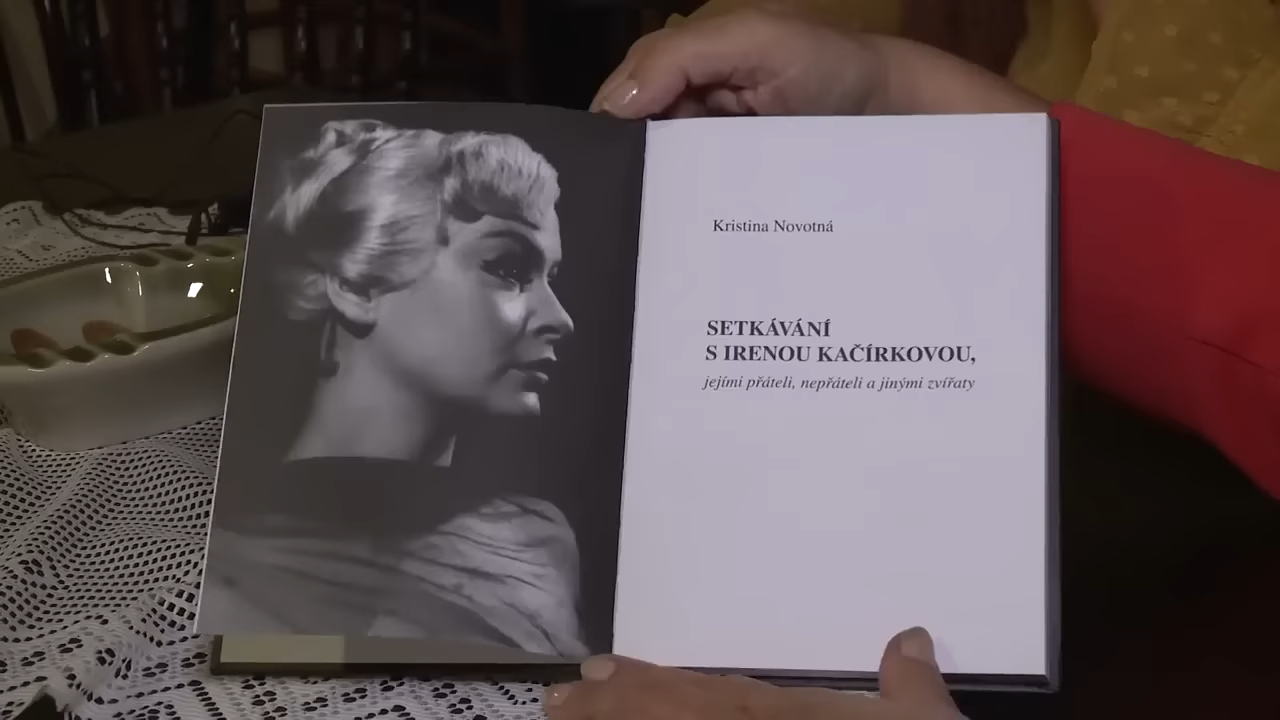 Kristina Novotná
SETKÁVÁNÍ
S IRENOU KAČÍRKOVOU,
jejími přáteli, nepřáteli a jinými zvířaty